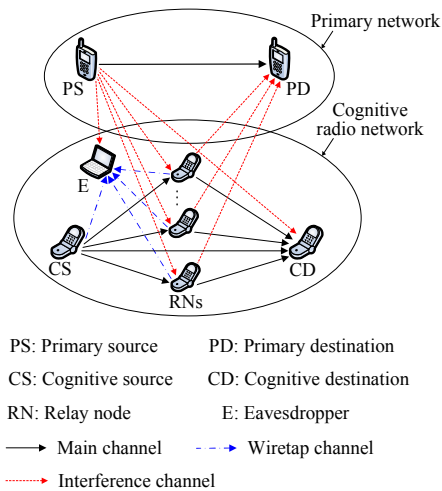 Primary network
PS
PD
Cognitive
radio network
E
CS
CD
RNs
PS: Primary source
PD: Primary destination
CS: Cognitive source
CD: Cognitive destination
RN: Relay node
E: Eavesdropper
Main channel
Wiretap channel
Interference channel